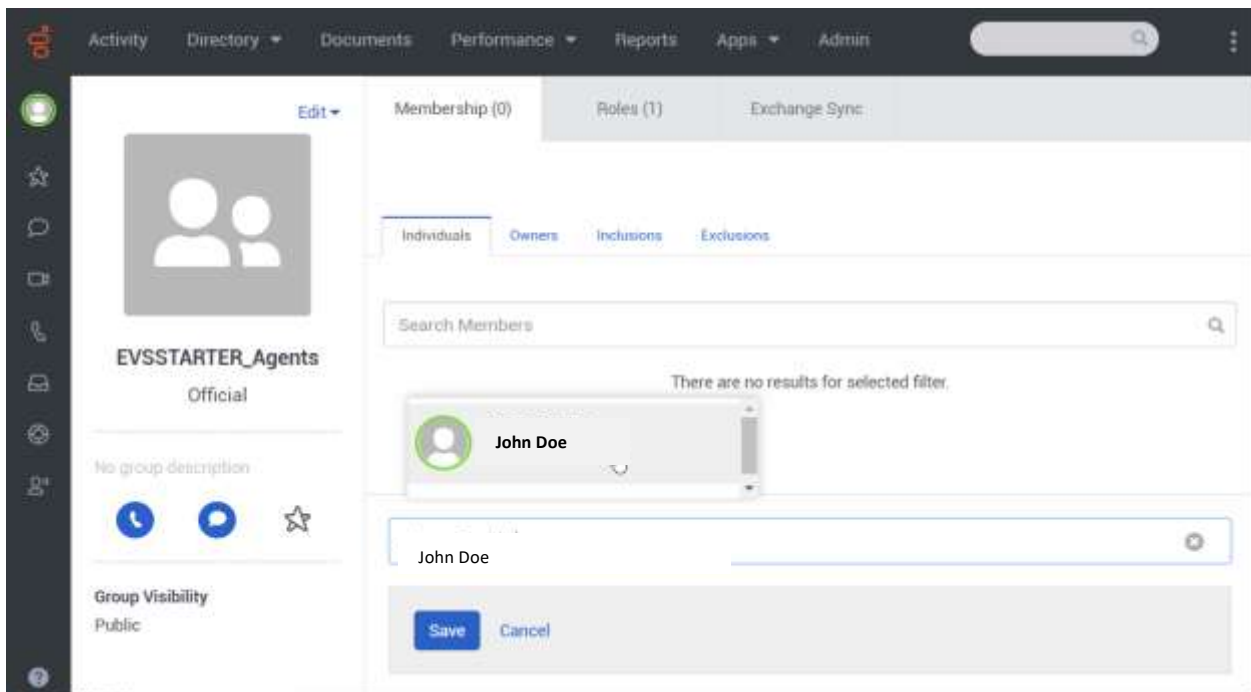 Activity Directory Documents Performance Reports Apps Admin
Edit
Membership (0) Roles (1) Exchange Sync
Individuals Owners Inclusions Exclusions
Search Members
There are no results for selected filter.
EVSSTARTER_Agents
Official
John Doe
No group description
John Doe
Group Visibility
Public
Save Cancel